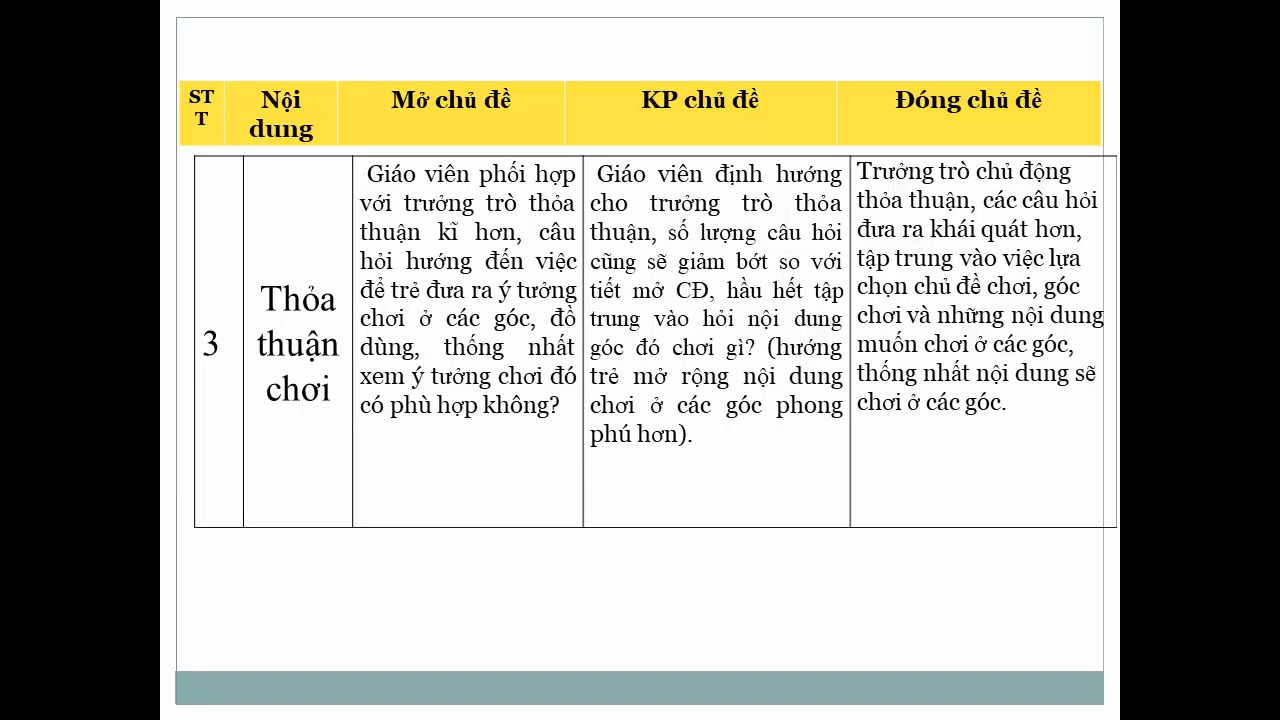 ST
T
Nội
dung
Mở chủ đề
KP chủ đề
Đóng chủ đề
3
Thỏa
thuận
chơi
Giáo viên phối hợp
với trưởng trò thỏa
thuận kĩ hơn, câu
hỏi hướng đến việc
để trẻ đưa ra ý tưởng
chơi ở các góc, đồ
dùng, thống nhất
xem ý tưởng chơi đó
có phù hợp không?
Giáo viên định hướng
cho trưởng trò thỏa
thuận, số lượng câu hỏi
cũng sẽ giảm bớt so với
tiết mở CĐ, hầu hết tập
trung vào hỏi nội dung
góc đó chơi gì? (hướng
trẻ mở rộng nội dung
chơi ở các góc phong
phú hơn).
Trưởng trò chủ động
thỏa thuận, các câu hỏi
đưa ra khái quát hơn,
tập trung vào việc lựa
chọn chủ đề chơi, góc
chơi và những nội dung
muốn chơi ở các góc,
thống nhất nội dung sẽ
chơi ở các góc.